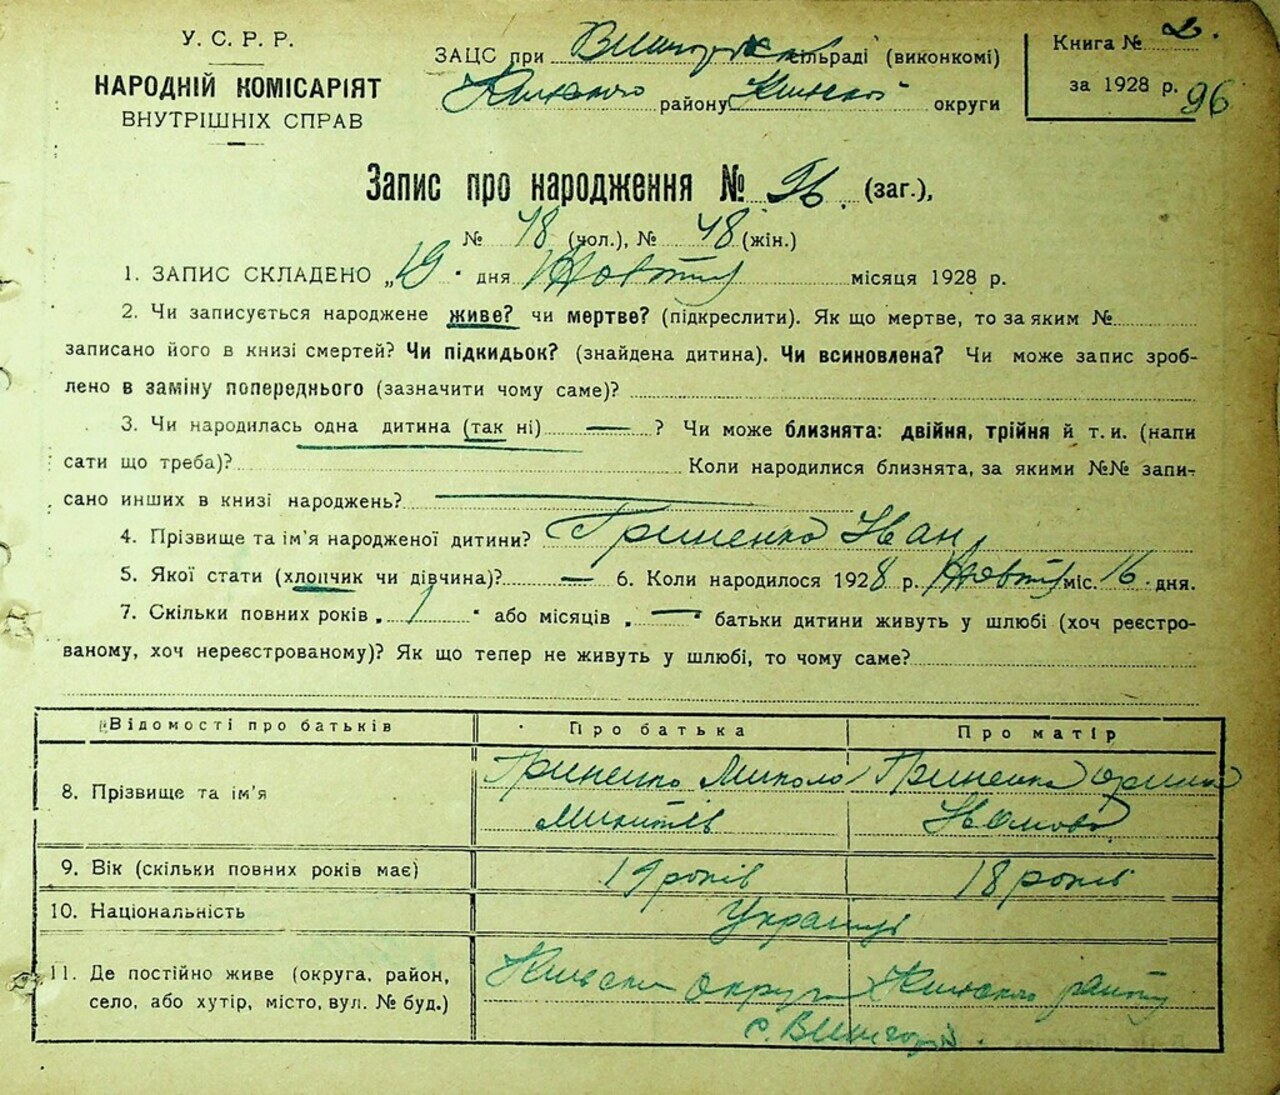 У. С. Р. Р.
НАРОДНІЙ КОМІСАРІЯТ
ВНУТРІШНІХ СПРАВ
ЗАЦС при сільраді (виконкомі)
району округи
Книга № 2.
за 1928 р.
96
Запис про народження № 96. (заг.),
№ 48 (чол.), № 48 (жін.)
1. ЗАПИС СКЛАДЕНО „19" дня Жовтня місяця 1928 р.
2. Чи записується народжене живе? чи мертве? (підкреслити). Як що мертве, то за яким №
записано його в книзі смертей? Чи підкидьок? (знайдена дитина). Чи всиновлена? Чи може запис зроб-
лено в заміну попереднього (зазначити чому саме)?
3. Чи народилась одна дитина (так ні) — ? Чи може близнята: двійня, трійня й т. и. (напи
сати що треба)? Коли народилися близнята, за якими №№ запи-
сано инших в книзі народжень? —
4. Прізвище та ім'я народженої дитини? Гриненко Іван
5. Якої стати (хлопчик чи дівчина)? — 6. Коли народилося 1928 р. Жовтня міс. 16 дня.
7. Скільки повних років „ 1 " або місяців „ — " батьки дитини живуть у шлюбі (хоч реєстро-
ваному, хоч нереєстрованому)? Як що тепер не живуть у шлюбі, то чому саме?
Відомості про батьків Про батька Про матір
8. Прізвище та ім'я Гриненко Микола Гриненко
9. Вік (скільки повних років має) 19 років 18 років
10. Національність Українці
11. Де постійно живе (округа, район, округа району
село, або хутір, місто, вул. № буд.) с.